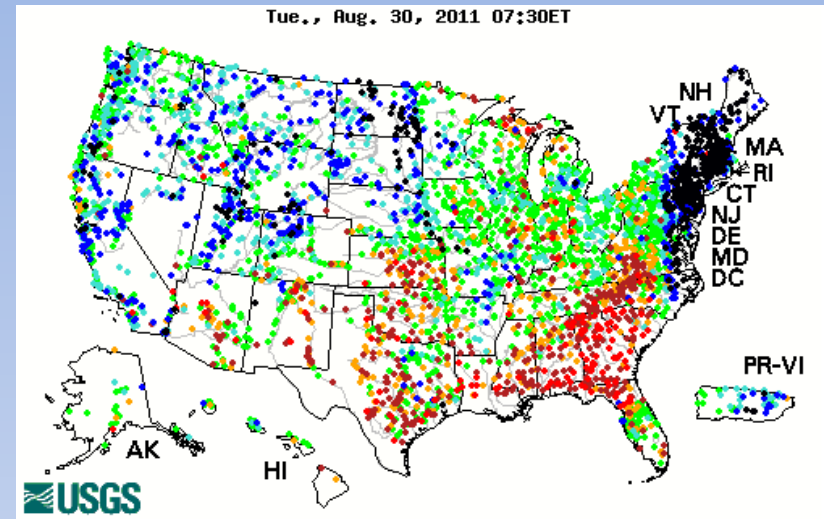 Tue., Aug. 30, 2011 07:30ET
NH
VT
MA
RI
CT
NJ
DE
MD
DC
PR-VI
AK
HI
USGS